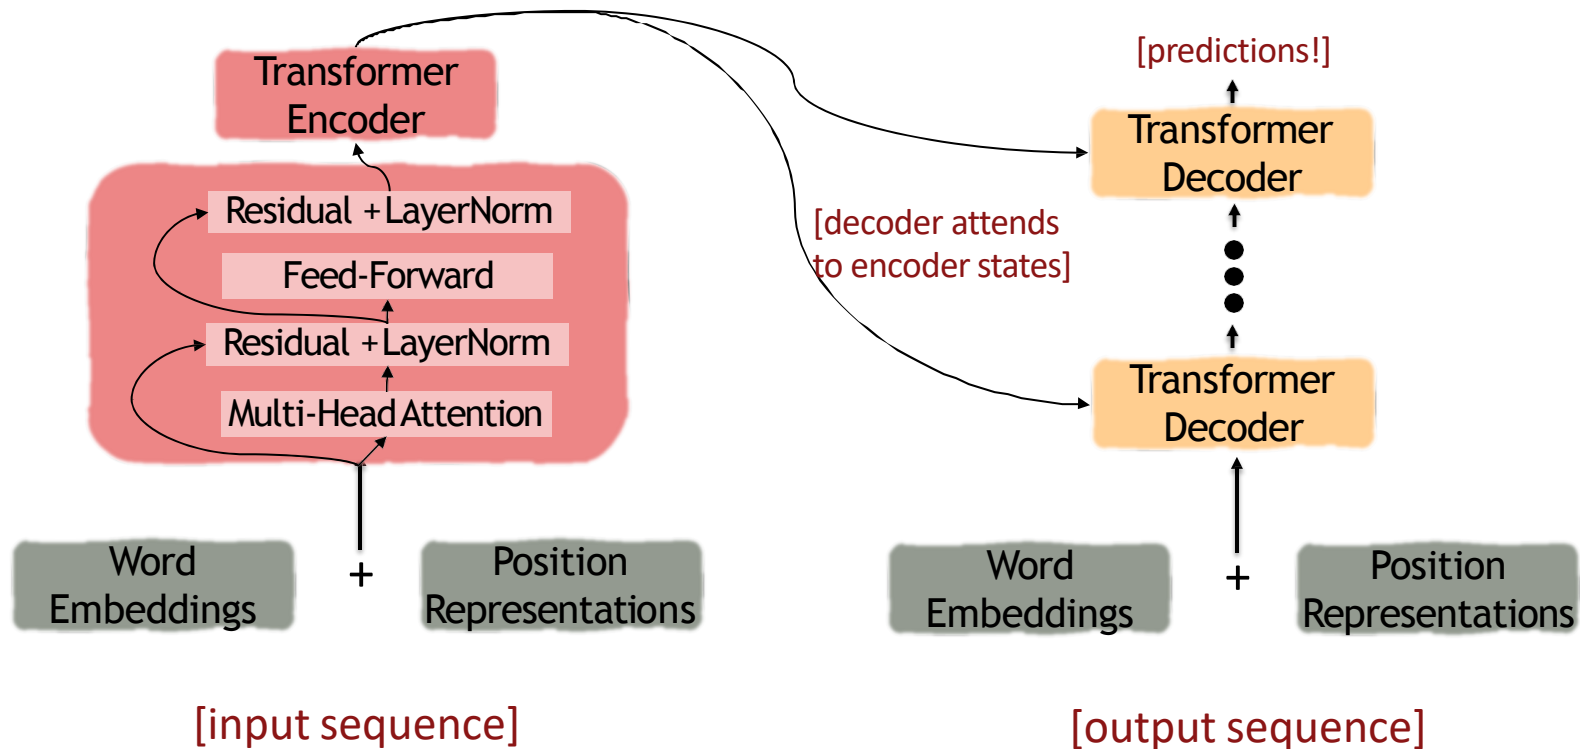 Transformer
Encoder
Residual + LayerNorm
Feed-Forward
Residual + LayerNorm
Multi-Head Attention
Word
Embeddings
+
Position
Representations
[input sequence]
[decoder attends
to encoder states]
[predictions!]
Transformer
Decoder
Transformer
Decoder
Word
Embeddings
+
Position
Representations
[output sequence]